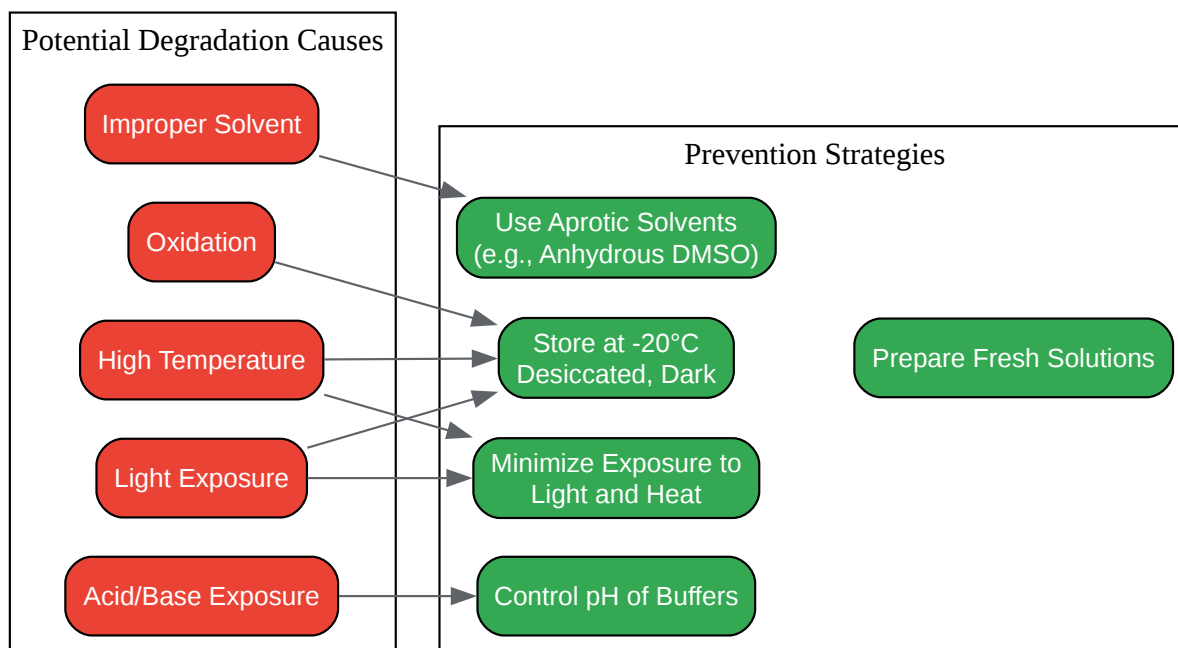 Potential Degradation Causes
Improper Solvent
Oxidation
High Temperature
Light Exposure
Acid/Base Exposure
Prevention Strategies
Use Aprotic Solvents
(e.g., Anhydrous DMSO)
Store at -20°C
Desiccated, Dark
Prepare Fresh Solutions
Minimize Exposure to
Light and Heat
Control pH of Buffers